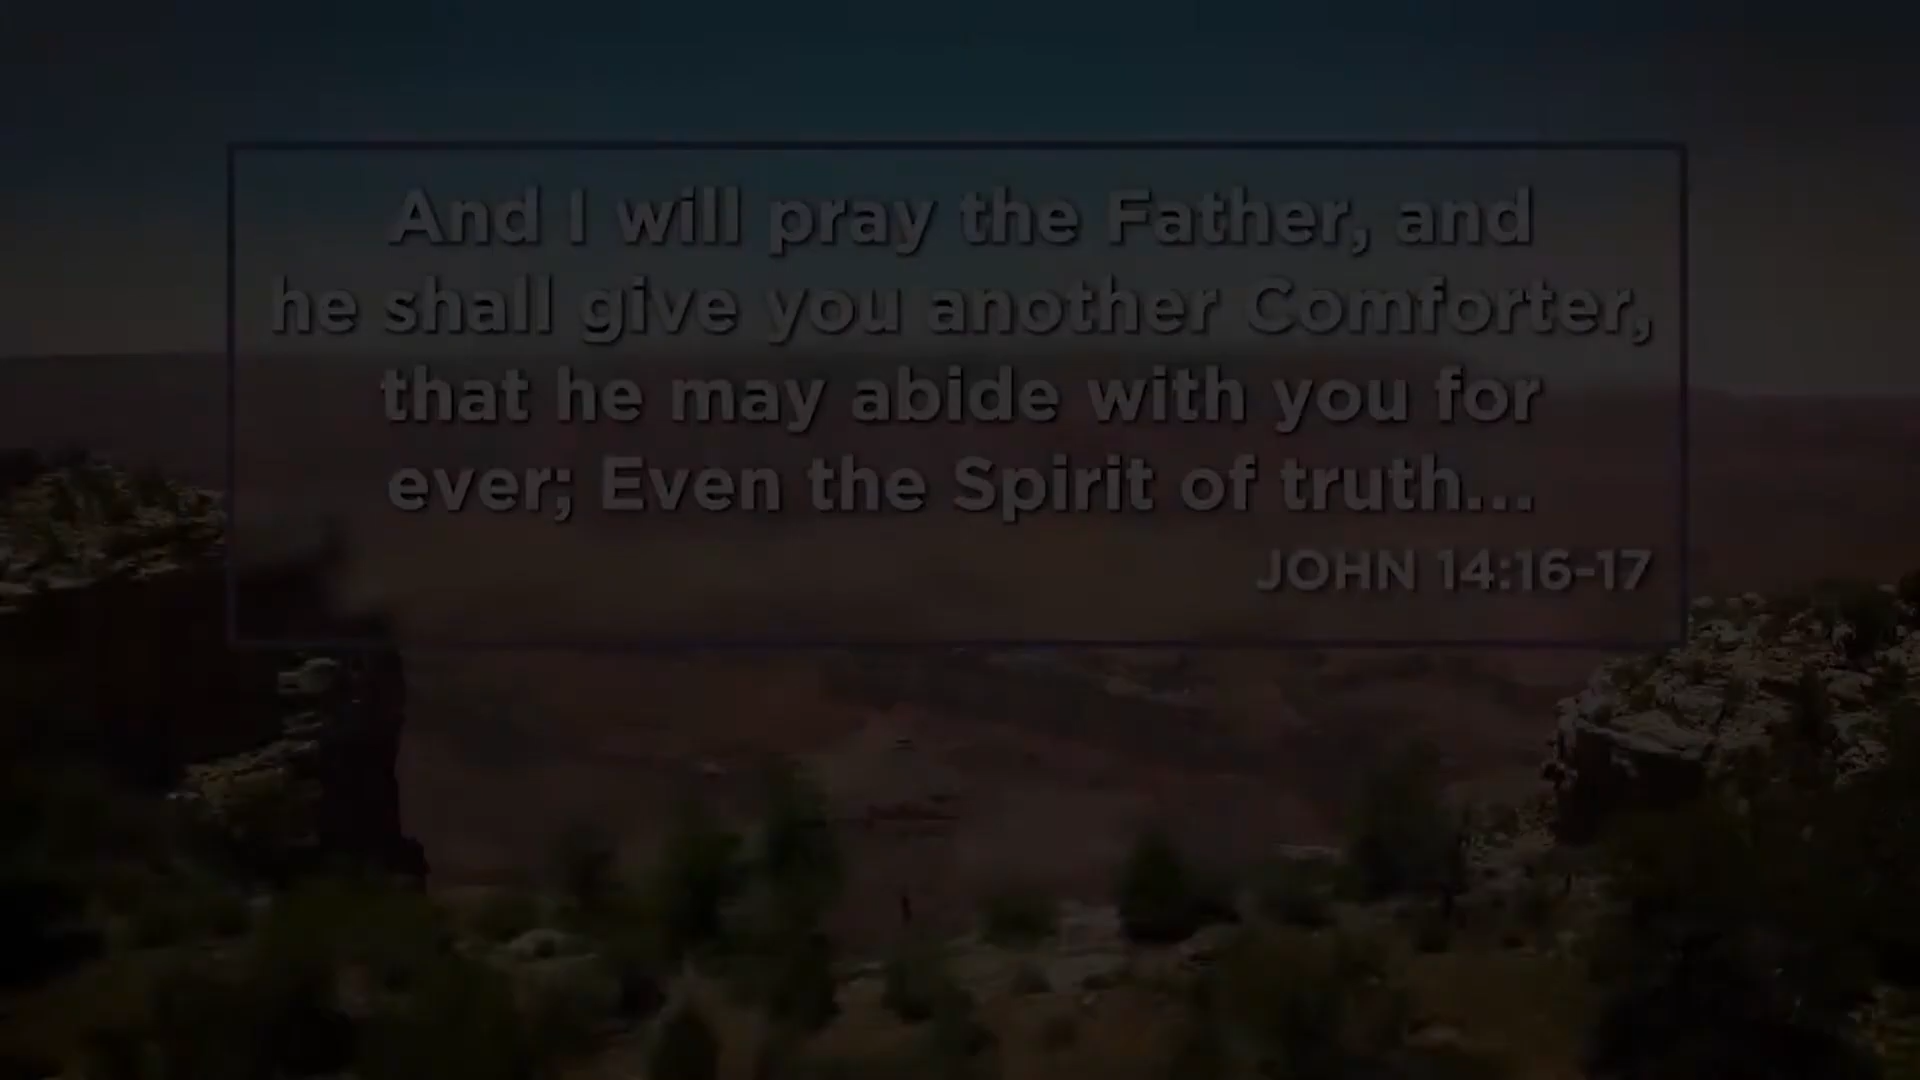 And I will pray the Father, and
he shall give you another Comforter,
that he may abide with you for
ever; Even the Spirit of truth...
JOHN 14:16-17